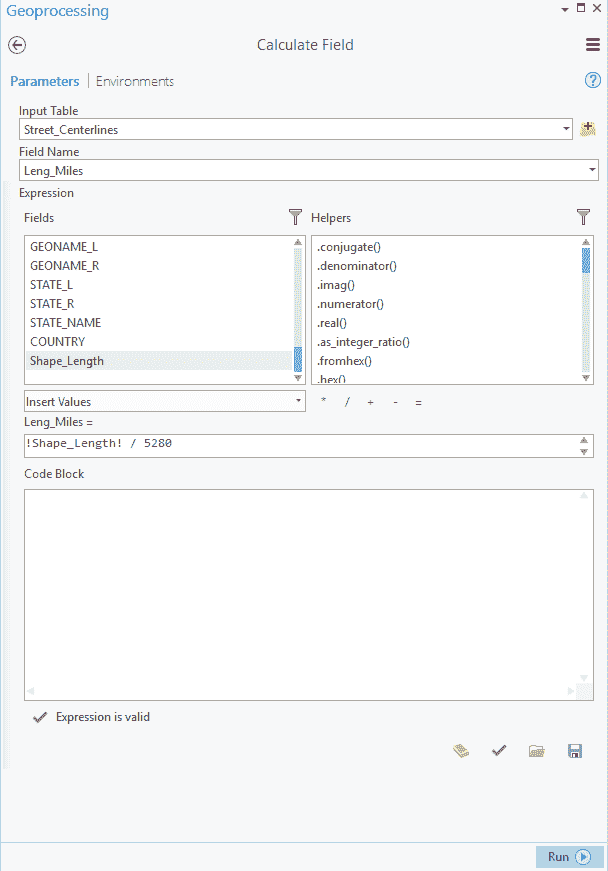 Geoprocessing
Calculate Field
Parameters | Environments
Input Table
Street_Centerlines
Field Name
Leng_Miles
Expression
Fields
Helpers
GEONAME_L
GEONAME_R
STATE_L
STATE_R
STATE_NAME
COUNTRY
Shape_Length
.conjugate()
.denominator()
.imag()
.numerator()
.real()
.as_integer_ratio()
.fromhex()
.hex()
Insert Values
* / + - =
Leng_Miles =
!Shape_Length! / 5280
Code Block
Expression is valid
Run